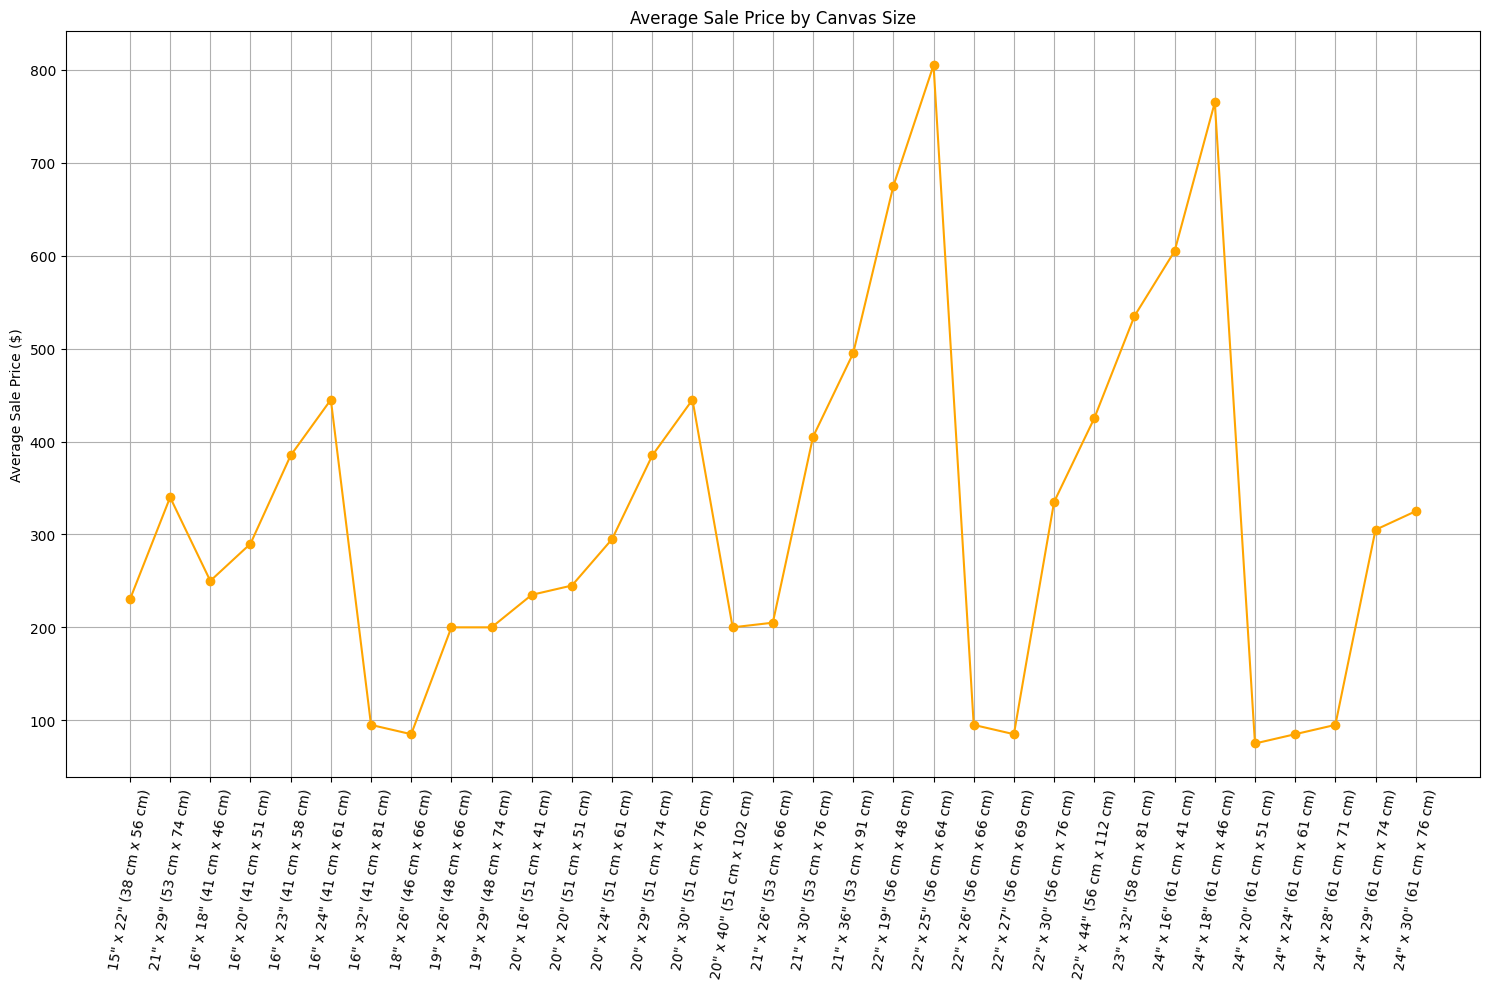 Average Sale Price by Canvas Size
Average Sale Price ($)
800
700
600
500
400
300
200
100
15" x 22" (38 cm x 56 cm)
21" x 29" (53 cm x 74 cm)
16" x 18" (41 cm x 46 cm)
16" x 20" (41 cm x 51 cm)
16" x 23" (41 cm x 58 cm)
16" x 24" (41 cm x 61 cm)
16" x 32" (41 cm x 81 cm)
18" x 26" (46 cm x 66 cm)
19" x 26" (48 cm x 66 cm)
19" x 29" (48 cm x 74 cm)
20" x 16" (51 cm x 41 cm)
20" x 20" (51 cm x 51 cm)
20" x 24" (51 cm x 61 cm)
20" x 29" (51 cm x 74 cm)
20" x 30" (51 cm x 76 cm)
20" x 40" (51 cm x 102 cm)
21" x 26" (53 cm x 66 cm)
21" x 30" (53 cm x 76 cm)
21" x 36" (53 cm x 91 cm)
22" x 19" (56 cm x 48 cm)
22" x 25" (56 cm x 64 cm)
22" x 26" (56 cm x 66 cm)
22" x 27" (56 cm x 69 cm)
22" x 30" (56 cm x 76 cm)
22" x 44" (56 cm x 112 cm)
23" x 32" (58 cm x 81 cm)
24" x 16" (61 cm x 41 cm)
24" x 18" (61 cm x 46 cm)
24" x 20" (61 cm x 51 cm)
24" x 24" (61 cm x 61 cm)
24" x 28" (61 cm x 71 cm)
24" x 29" (61 cm x 74 cm)
24" x 30" (61 cm x 76 cm)